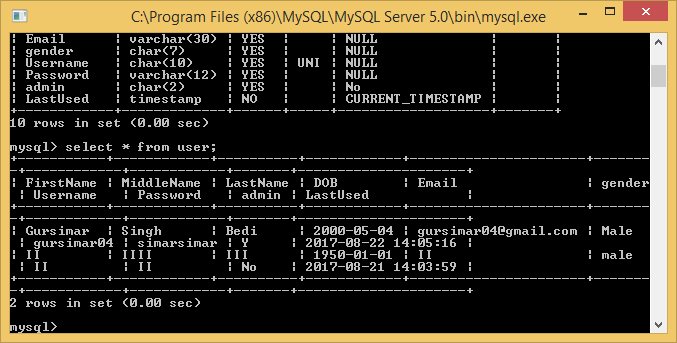 C:\Program Files (x86)\MySQL\MySQL Server 5.0\bin\mysql.exe
| Email | varchar(30) | YES | | NULL | |
| gender | char(7) | YES | | NULL | |
| Username | char(10) | YES | UNI | NULL | |
| Password | varchar(12) | YES | | NULL | |
| admin | char(2) | YES | | No | |
| LastUsed | timestamp | NO | | CURRENT_TIMESTAMP | |
10 rows in set (0.00 sec)
mysql> select * from user;
| FirstName | MiddleName | LastName | DOB | Email | gender
| Username | Password | admin | LastUsed |
| Gursimar | Singh | Bedi | 2000-05-04 | gursimar04@gmail.com | Male
| gursimar04 | simarsimar | Y | 2017-08-22 14:05:16 |
| II | IIII | III | 1950-01-01 | II | male
| II | II | No | 2017-08-21 14:03:59 |
2 rows in set (0.00 sec)
mysql>